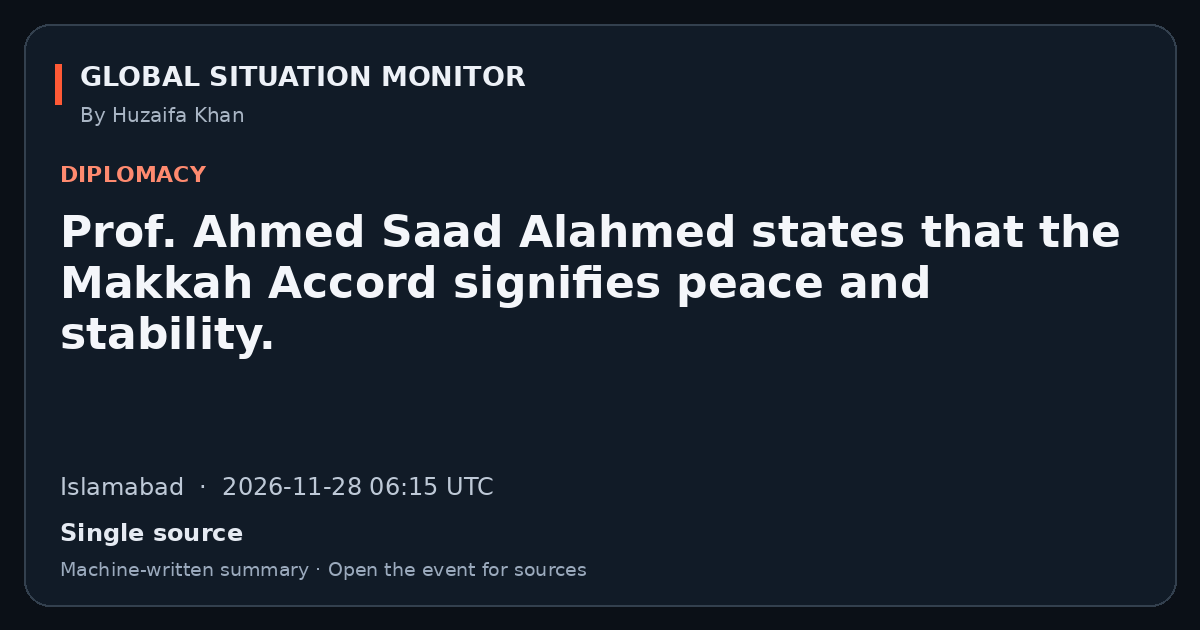 GLOBAL SITUATION MONITOR
By Huzaifa Khan
DIPLOMACY
Prof. Ahmed Saad Alahmed states that the
Makkah Accord signifies peace and
stability.
Islamabad · 2026-11-28 06:15 UTC
Single source
Machine-written summary · Open the event for sources